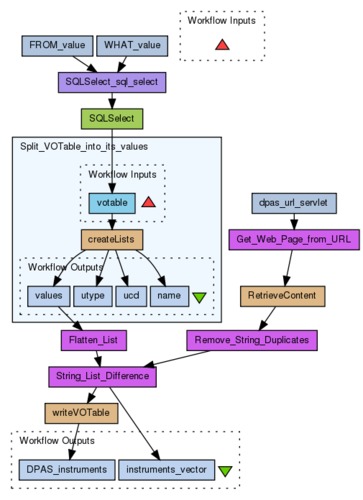 Workflow Inputs
FROM_value
WHAT_value
SQLSelect_sql_select
SQLSelect
Split_VOTable_into_its_values
Workflow Inputs
votable
dpas_url_servlet
createLists
Get_Web_Page_from_URL
Workflow Outputs
values
utype
ucd
name
RetrieveContent
Flatten_List
Remove_String_Duplicates
String_List_Difference
writeVOTable
Workflow Outputs
DPAS_instruments
instruments_vector